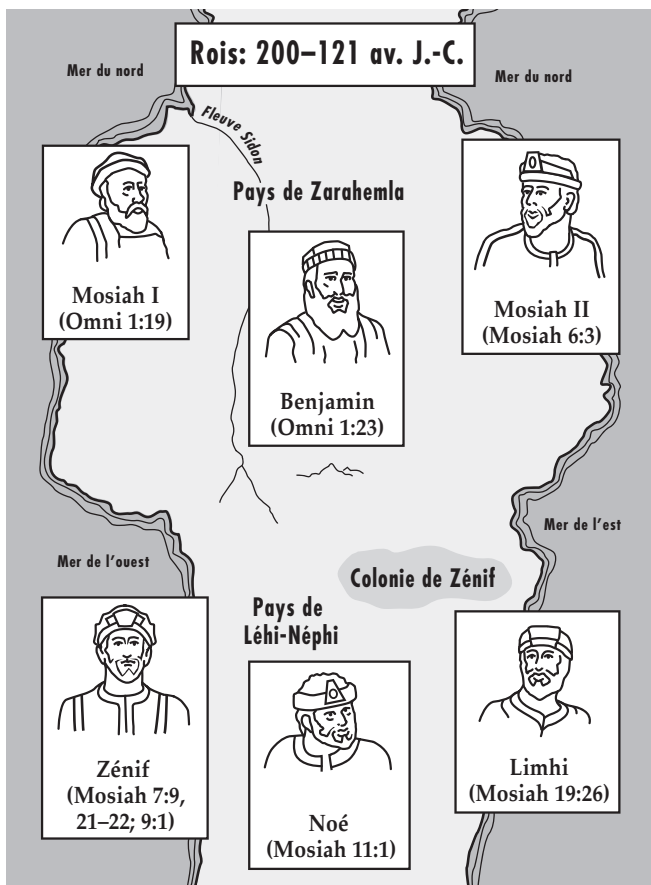 Rois: 200–121 av. J.-C.
Mer du nord
Mer du nord
Fleuve Sidon
Pays de Zarahemla
Mosiah I
(Omni 1:19)
Benjamin
(Omni 1:23)
Mosiah II
(Mosiah 6:3)
Mer de l'ouest
Mer de l'est
Colonie de Zénif
Pays de
Léhi-Néphi
Zénif
(Mosiah 7:9,
21–22; 9:1)
Noé
(Mosiah 11:1)
Limhi
(Mosiah 19:26)